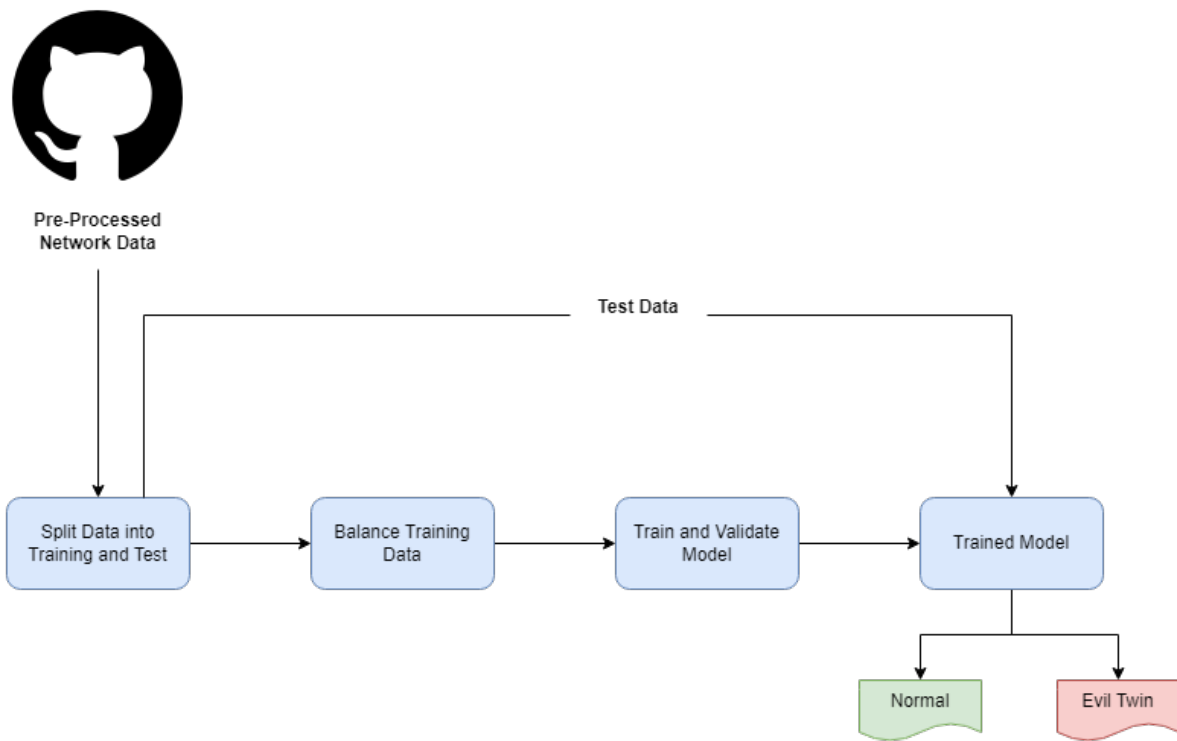 Pre-Processed
Network Data
Test Data
Split Data into
Training and Test
Balance Training
Data
Train and Validate
Model
Trained Model
Normal
Evil Twin